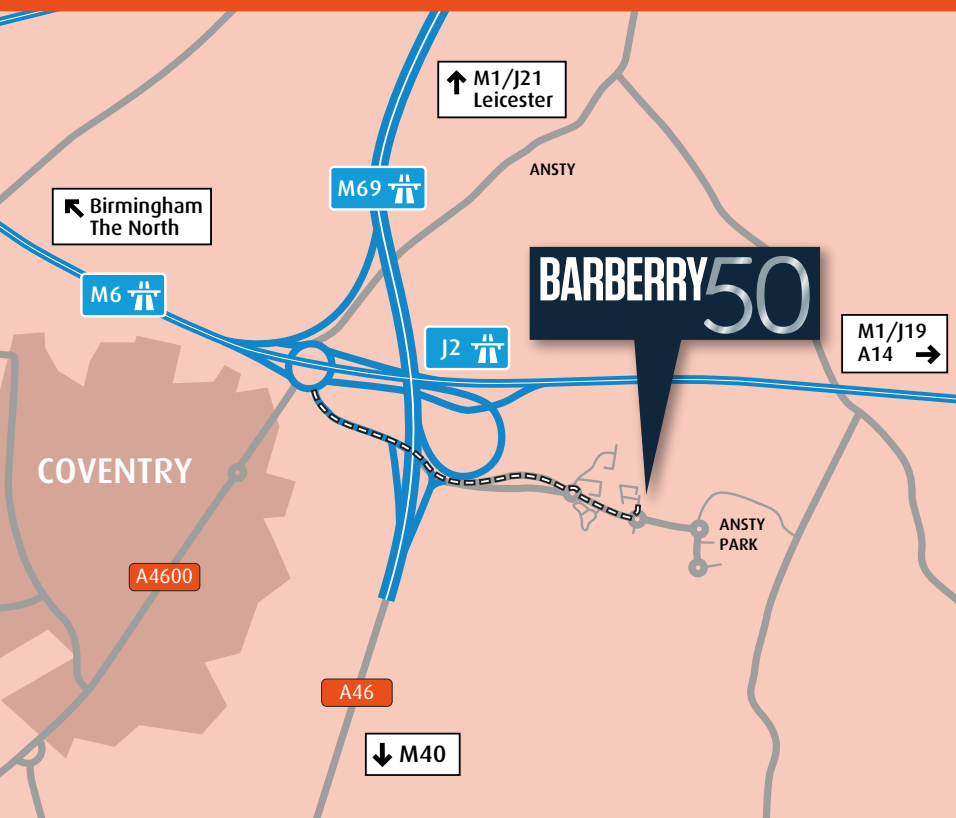 M1/J21
Leicester
ANSTY
M69
Birmingham
The North
BARBERRY50
M6
M1/J19
A14
J2
COVENTRY
ANSTY
PARK
A4600
A46
M40